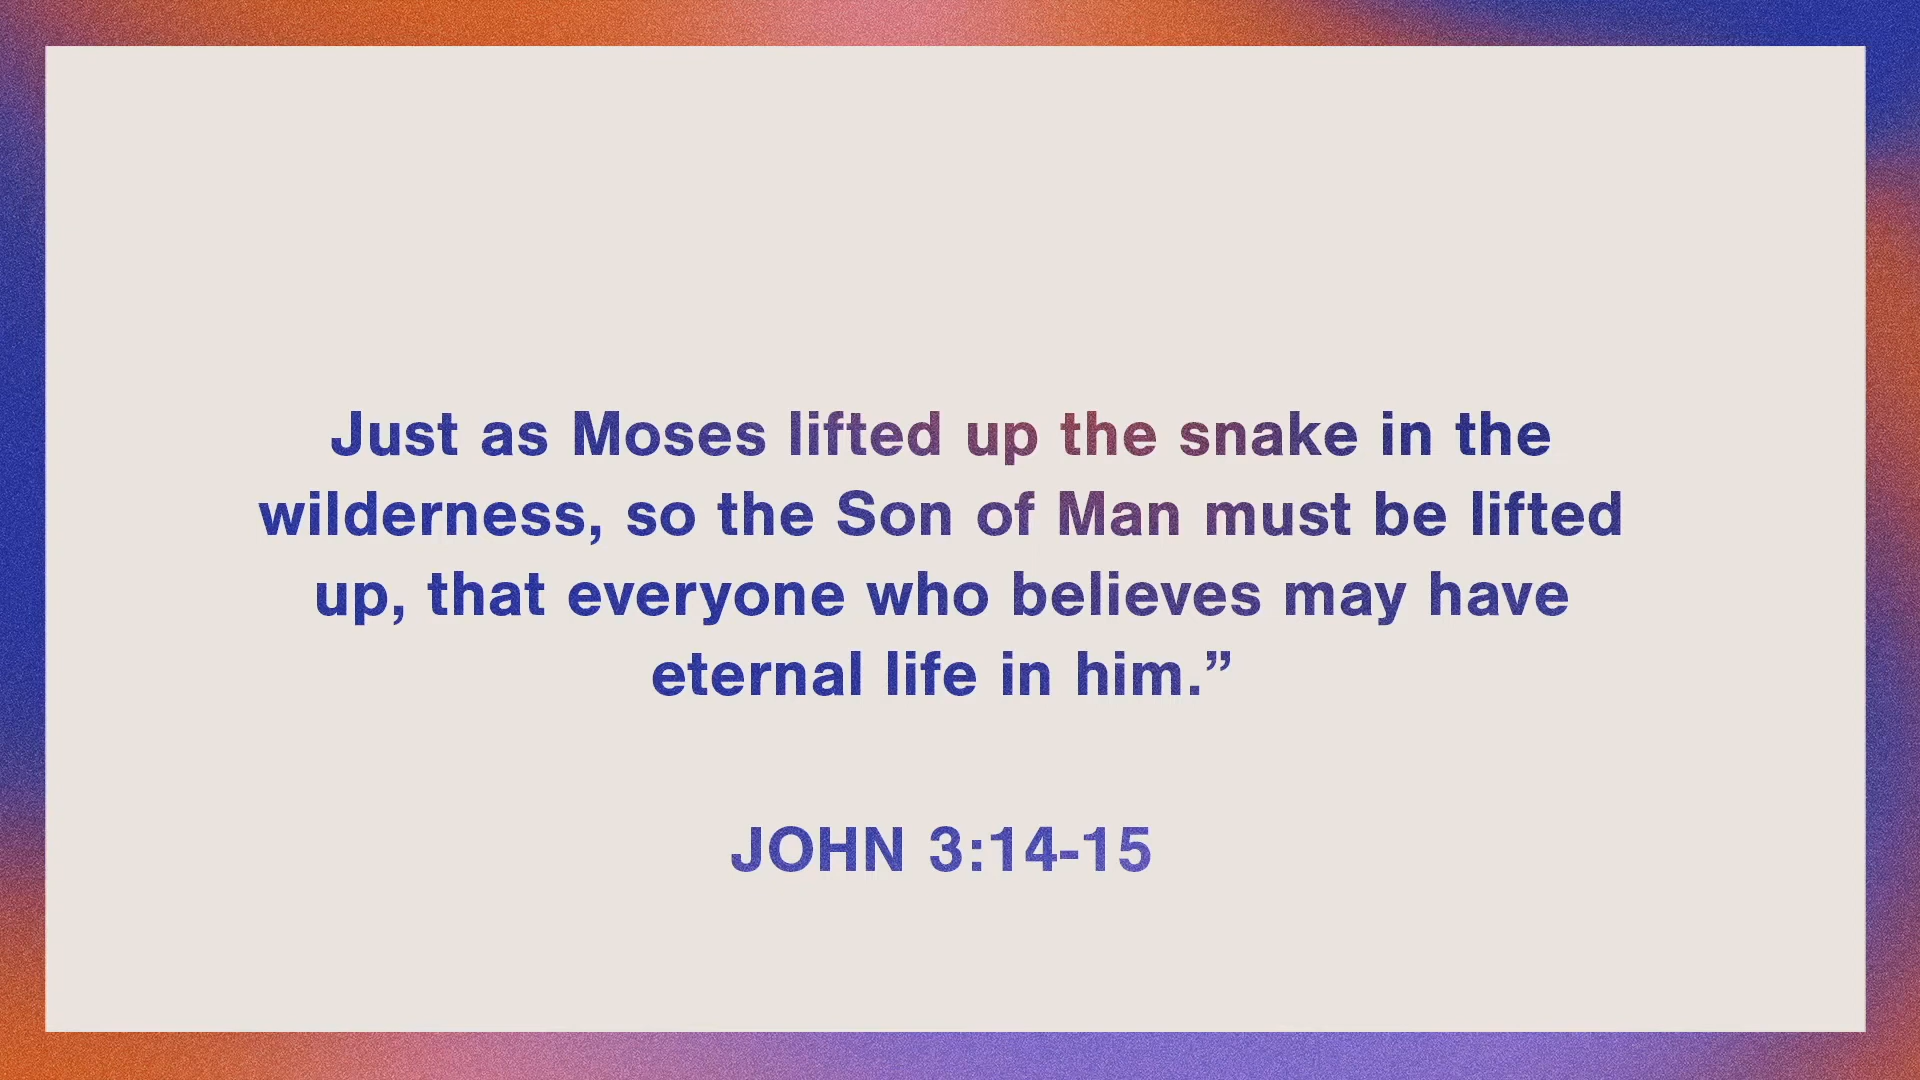 Just as Moses lifted up the snake in the
wilderness, so the Son of Man must be lifted
up, that everyone who believes may have
eternal life in him.”
JOHN 3:14-15